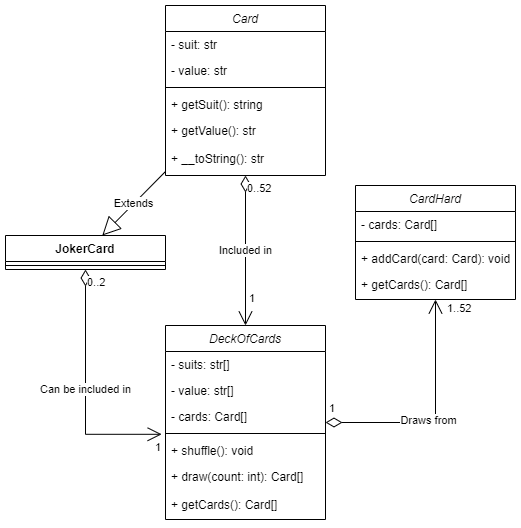 Card
- suit: str
- value: str
+ getSuit(): string
+ getValue(): str
+ __toString(): str
0..52
Extends
CardHard
- cards: Card[]
+ addCard(card: Card): void
+ getCards(): Card[]
JokerCard
0..2
Included in
1
1..52
DeckOfCards
- suits: str[]
- value: str[]
- cards: Card[]
+ shuffle(): void
+ draw(count: int): Card[]
+ getCards(): Card[]
Can be included in
1
1
Draws from